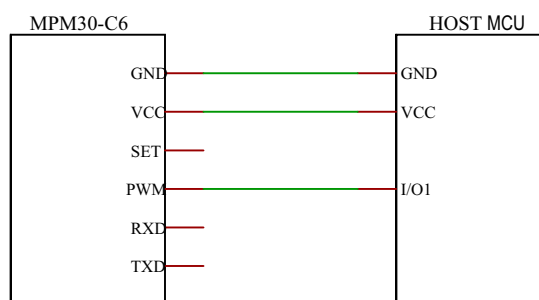 MPM30-C6 HOST MCU
GND GND
VCC VCC
SET
PWM I/O1
RXD
TXD